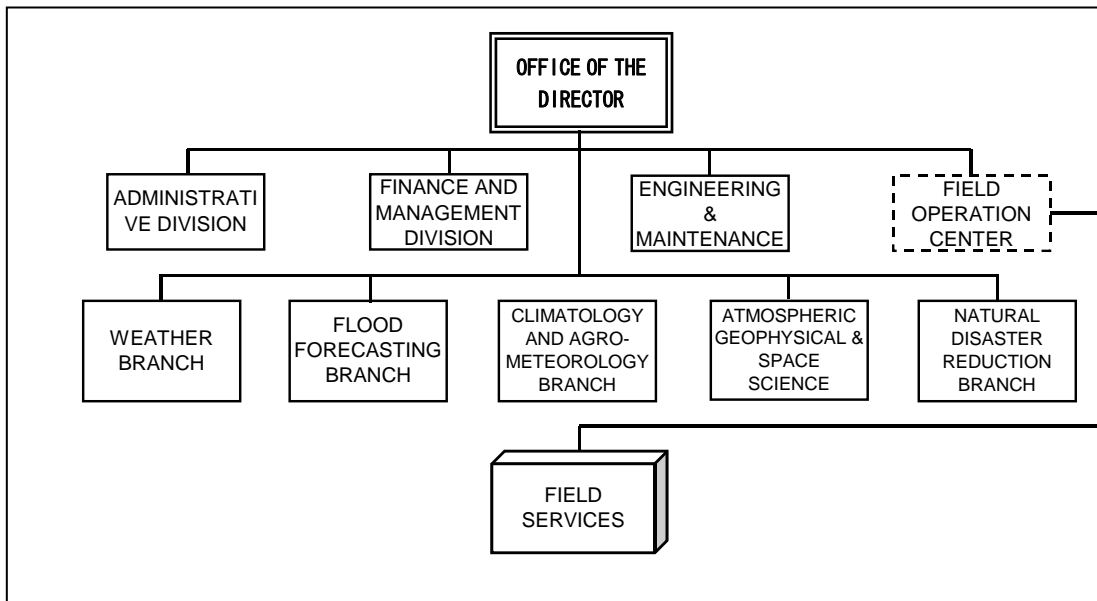 OFFICE OF THE
DIRECTOR
ADMINISTRATI
VE DIVISION
FINANCE AND
MANAGEMENT
DIVISION
ENGINEERING
&
MAINTENANCE
FIELD
OPERATION
CENTER
WEATHER
BRANCH
FLOOD
FORECASTING
BRANCH
CLIMATOLOGY
AND AGRO-
METEOROLOGY
BRANCH
ATMOSPHERIC
GEOPHYSICAL &
SPACE
SCIENCE
NATURAL
DISASTER
REDUCTION
BRANCH
FIELD
SERVICES